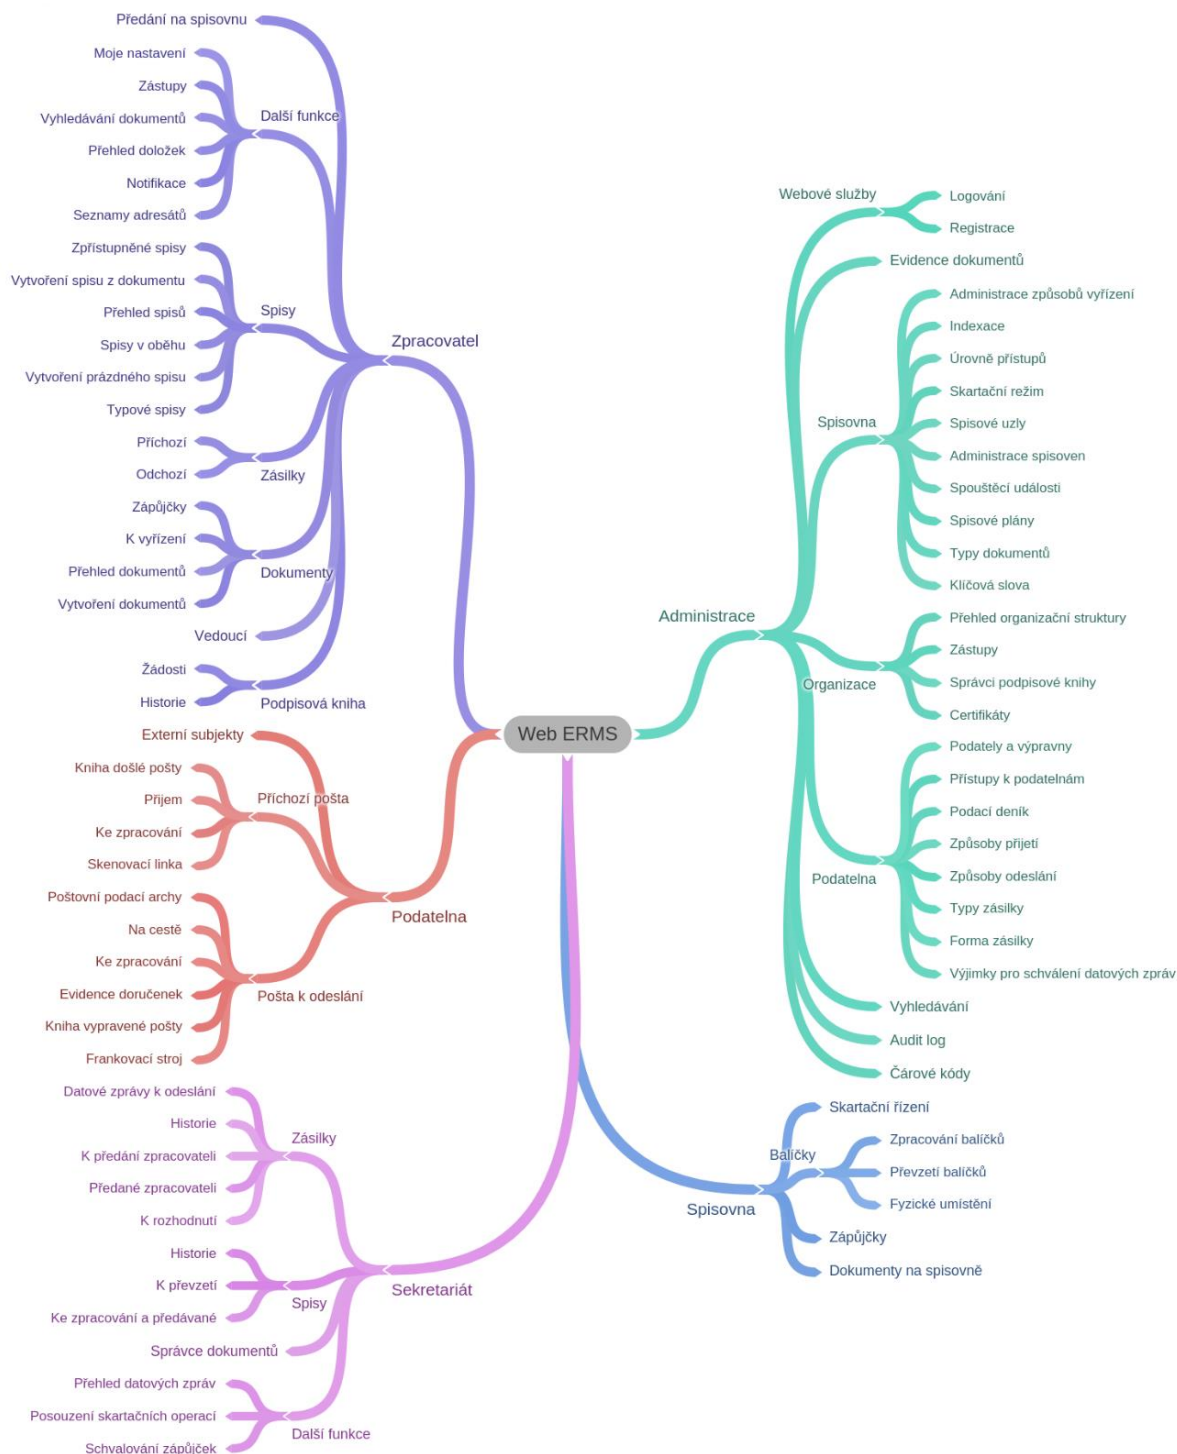 Předání na spisovnu
Moje nastavení
Zástupy
Další funkce
Vyhledávání dokumentů
Přehled doložek
Notifikace
Seznamy adresátů
Zpřístupněné spisy
Vytvoření spisu z dokumentu
Spisy
Přehled spisů
Spisy v oběhu
Vytvoření prázdného spisu
Typové spisy
Zpracovatel
Příchozí
Odchozí
Zásilky
Zápůjčky
K vyřízení
Přehled dokumentů
Dokumenty
Vytvoření dokumentů
Vedoucí
Žádosti
Historie
Podpisová kniha
Web ERMS
Externí subjekty
Kniha došlé pošty
Příchozí pošta
Přijem
Ke zpracování
Skenovací linka
Podatelna
Poštovní podací archy
Na cestě
Ke zpracování
Evidence doručenek
Pošta k odeslání
Kniha vypravené pošty
Frankovací stroj
Datové zprávy k odeslání
Historie
Zásilky
K předání zpracovateli
Předané zpracovateli
K rozhodnutí
Historie
K převzetí
Spisy
Ke zpracování a předávané
Sekretariát
Správce dokumentů
Přehled datových zpráv
Posouzení skartačních operací
Další funkce
Schvalování zápůjček
Webové služby
Logování
Registrace
Evidence dokumentů
Administrace způsobů vyřízení
Indexace
Úrovně přístupů
Skartační režim
Spisovna
Spisové uzly
Administrace spisoven
Spouštěcí události
Spisové plány
Typy dokumentů
Klíčová slova
Administrace
Přehled organizační struktury
Zástupy
Organizace
Správci podpisové knihy
Certifikáty
Podately a výpravny
Přístupy k podatelnám
Podací deník
Způsoby přijetí
Podatelna
Způsoby odeslání
Typy zásilky
Forma zásilky
Výjimky pro schválení datových zpráv
Vyhledávání
Audit log
Čárové kódy
Skartační řízení
Balíčky
Zpracování balíčků
Převzetí balíčků
Fyzické umístění
Spisovna
Zápůjčky
Dokumenty na spisovně